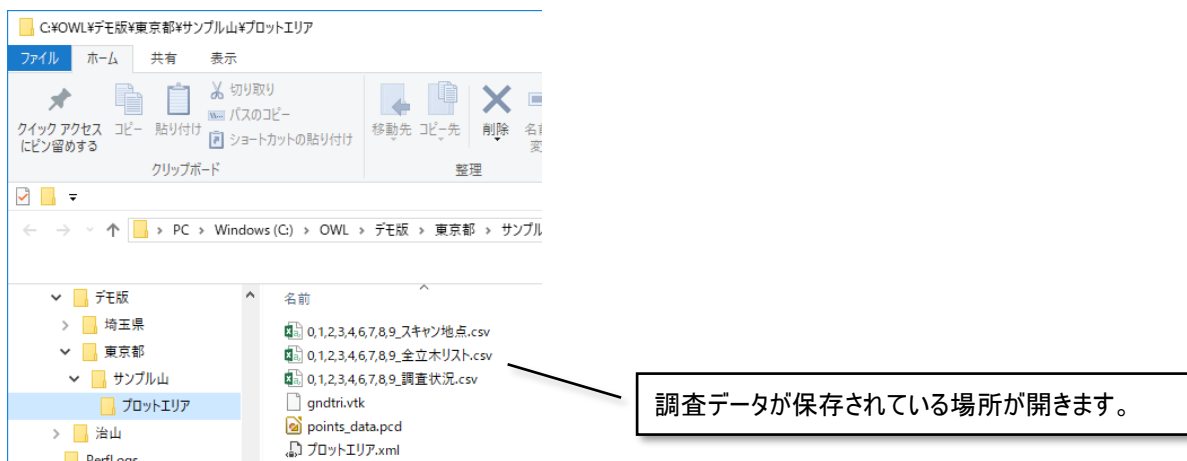 C:¥OWL¥デモ版¥東京都¥サンプル山¥プロットエリア
ファイル ホーム 共有 表示
クイック アクセス
にピン留めする
コピー
貼り付け
切り取り
パスのコピー
ショートカットの貼り付け
クリップボード
移動先 コピー先 削除
整理
PC › Windows (C:) › OWL › デモ版 › 東京都 › サンプル
デモ版
埼玉県
東京都
サンプル山
プロットエリア
治山
PerfLogs
名前
0,1,2,3,4,6,7,8,9_スキャン地点.csv
0,1,2,3,4,6,7,8,9_全立木リスト.csv
0,1,2,3,4,6,7,8,9_調査状況.csv
gndtri.vtk
points_data.pcd
プロットエリア.xml
調査データが保存されている場所が開きます。